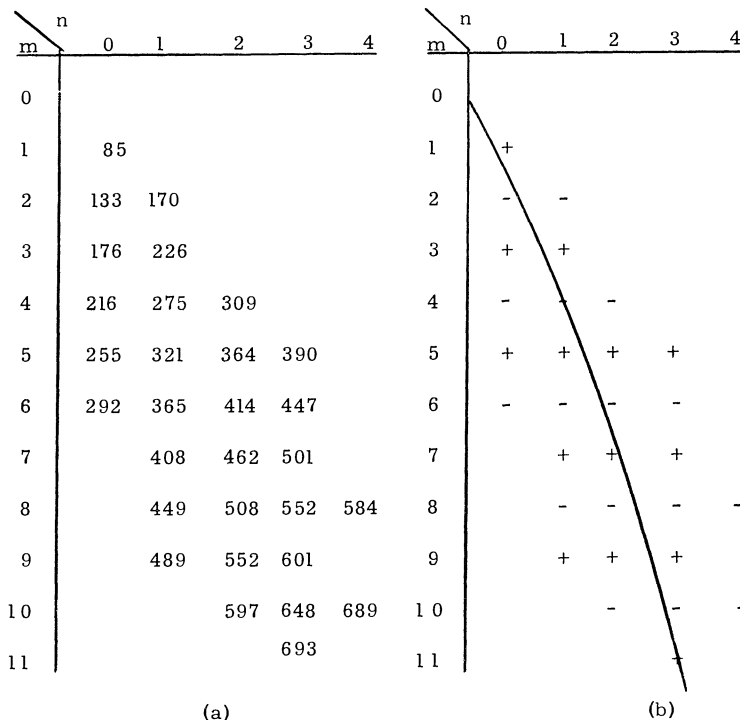 n n
m 0 1 2 3 4 m 0 1 2 3 4
0 0
1 85 1 +
2 133 170 2 - -
3 176 226 3 + +
4 216 275 309 4 - - -
5 255 321 364 390 5 + + + +
6 292 365 414 447 6 - - - -
7 408 462 501 7 + + +
8 449 508 552 584 8 - - - -
9 489 552 601 9 + + +
10 597 648 689 10 - - -
11 693 11 +
(a) (b)